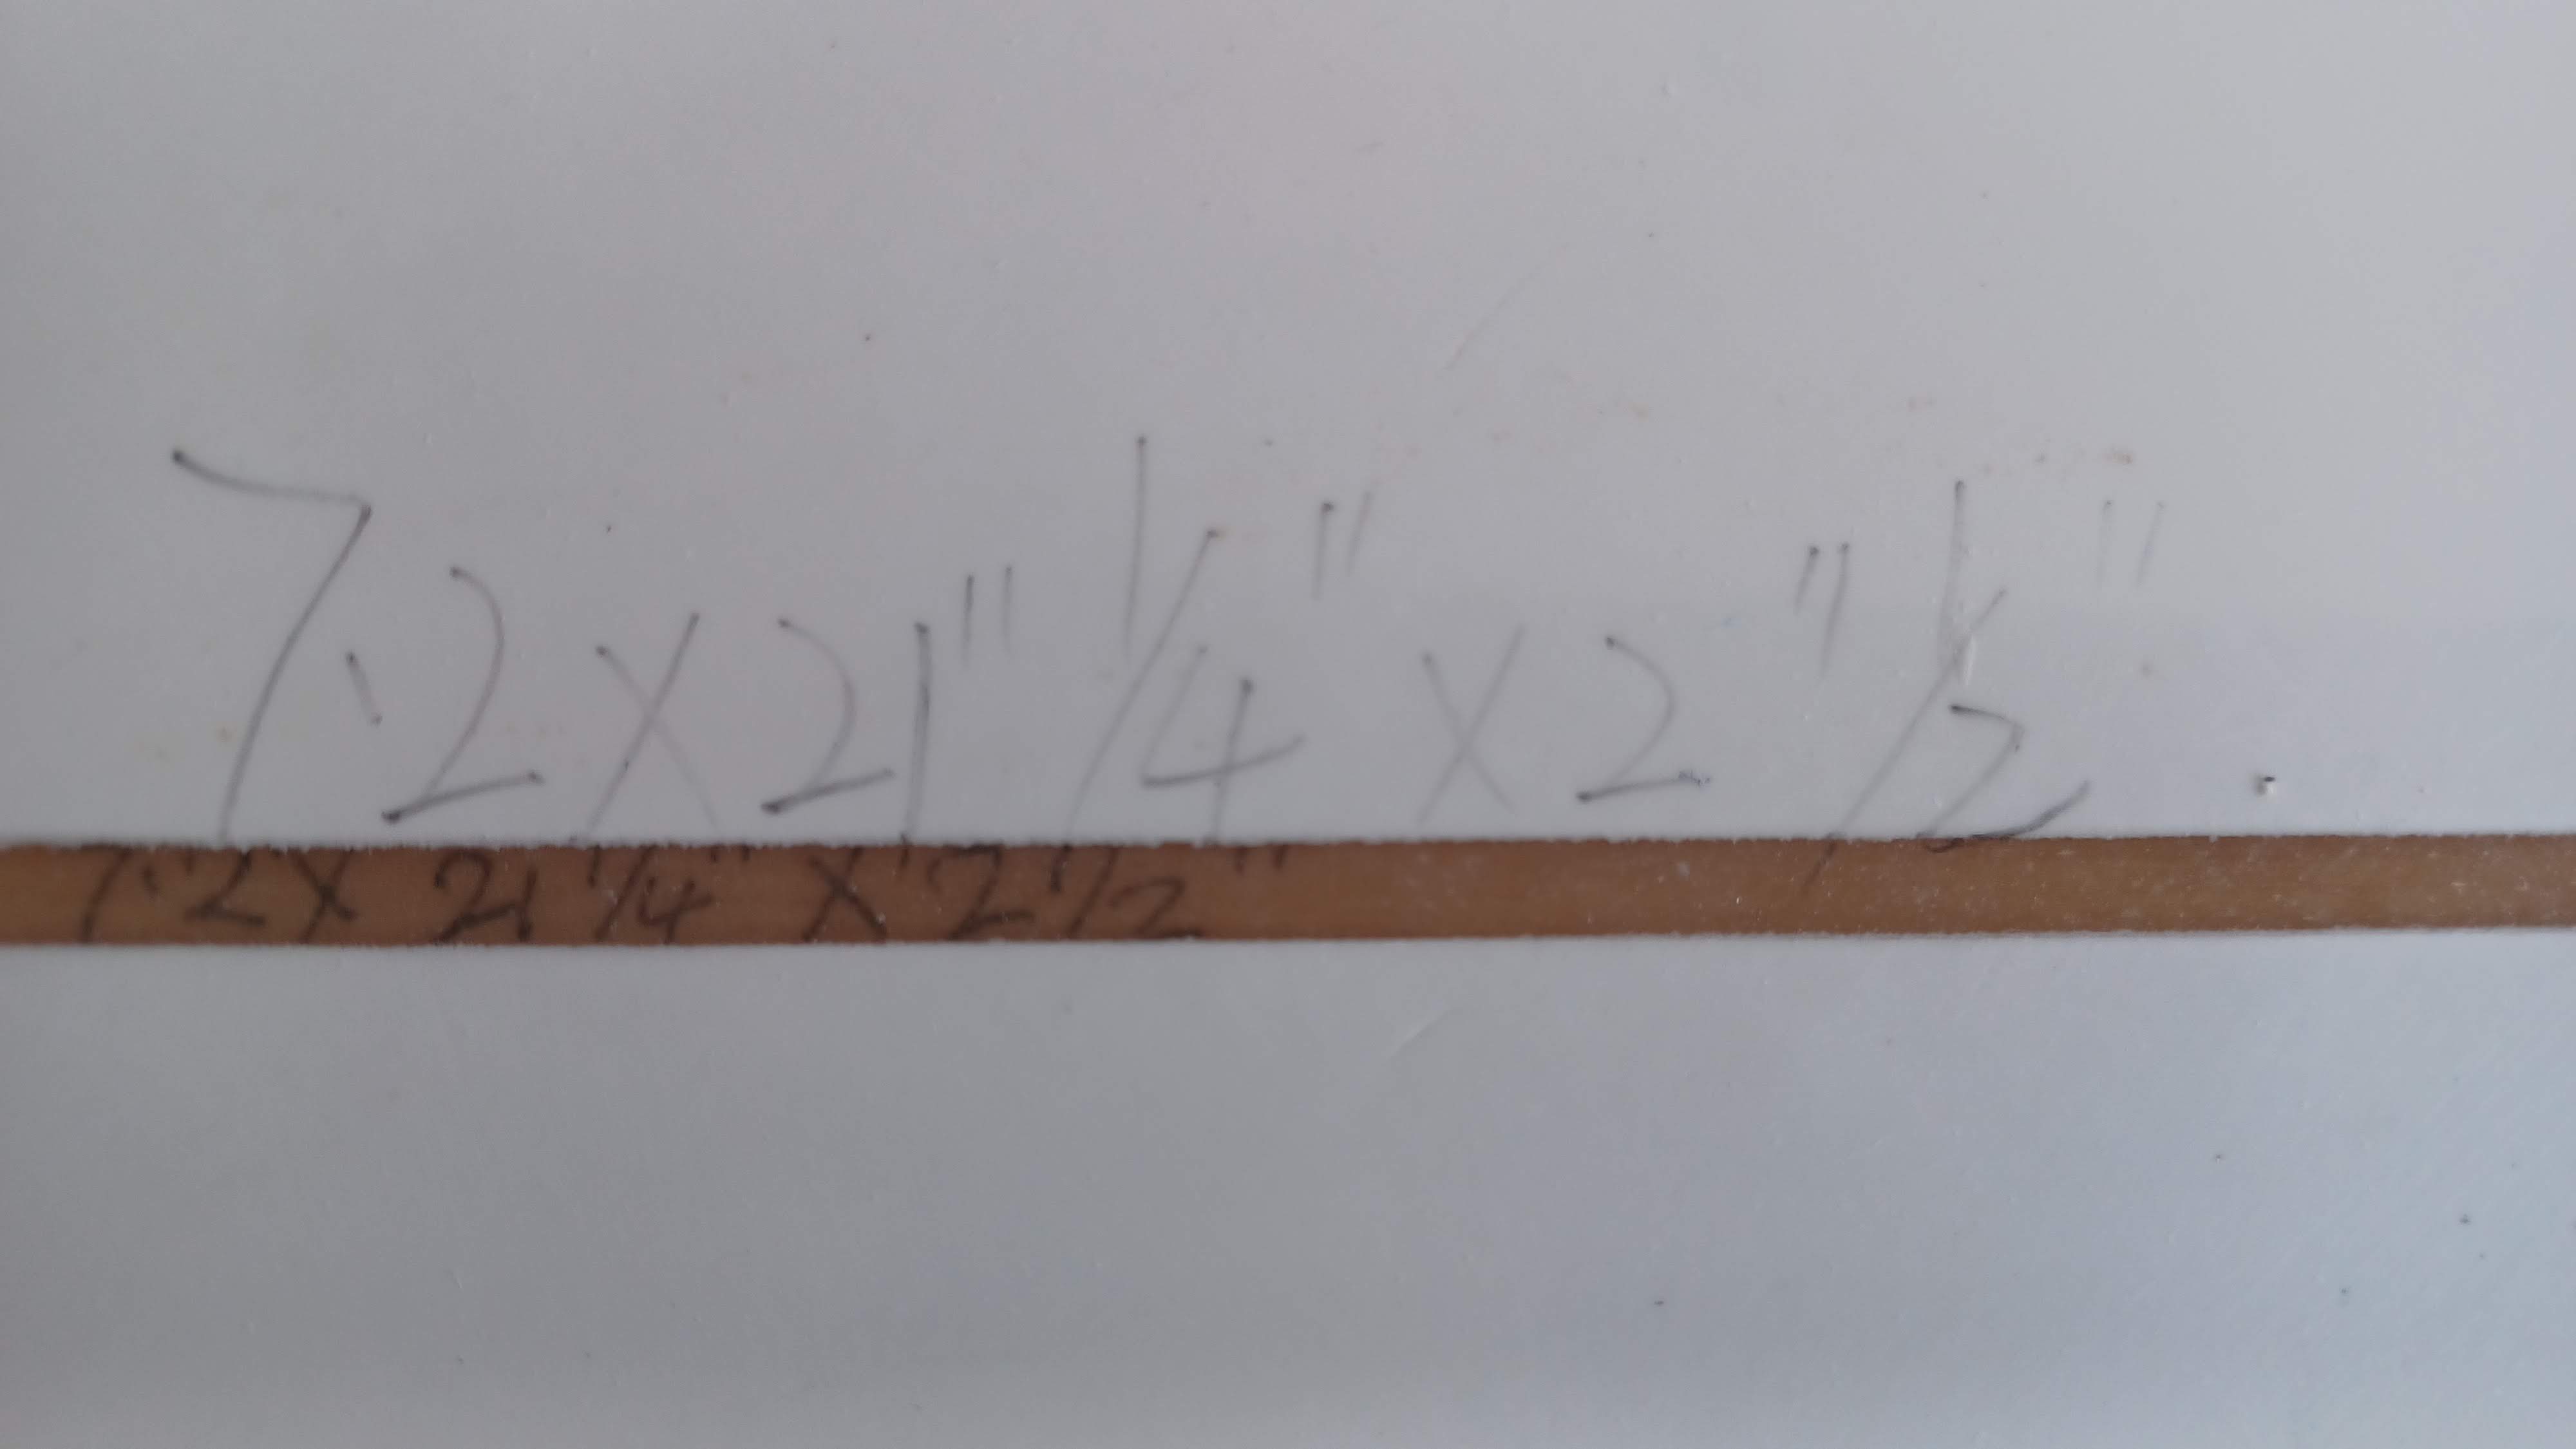 7.2 x 21" 1/4" x 2 " 1/2"
7.2 x 21 1/4" x 2 1/2"